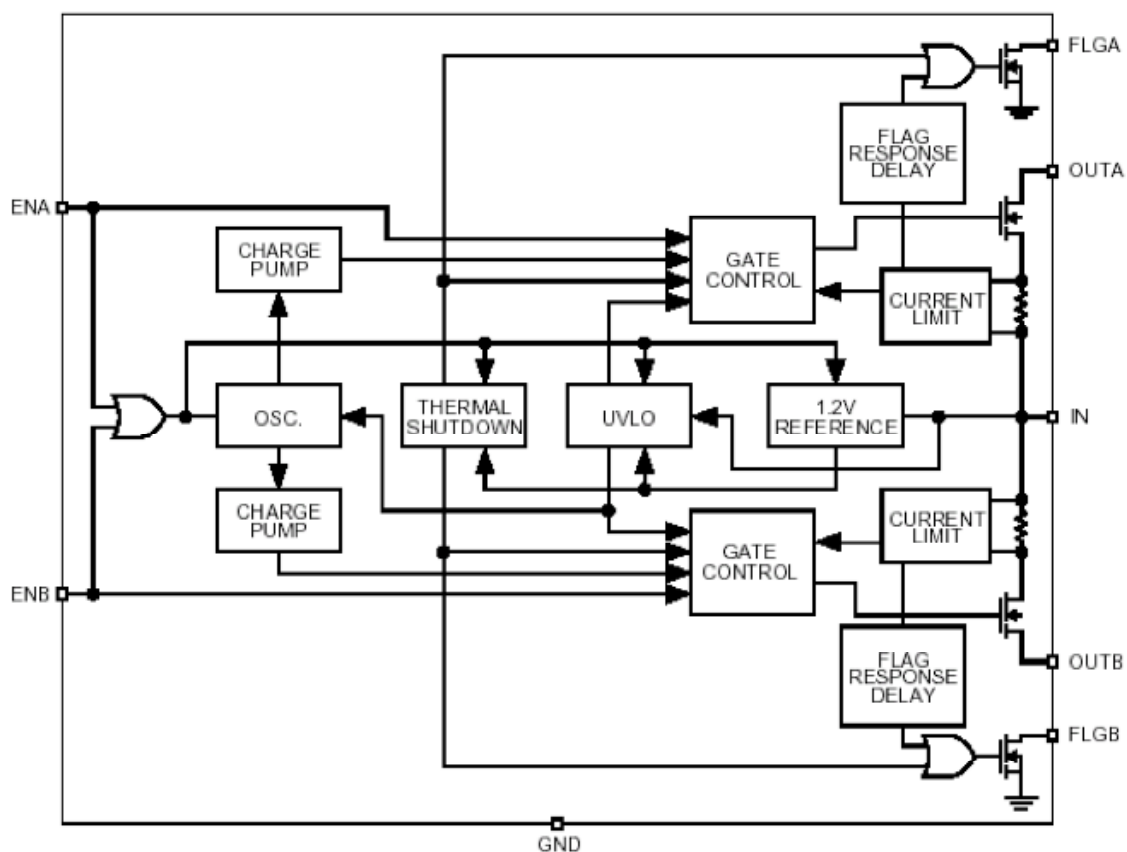 FLGA
FLAG
RESPONSE
DELAY
OUTA
ENA
CHARGE
PUMP
GATE
CONTROL
CURRENT
LIMIT
OSC.
THERMAL
SHUTDOWN
UVLO
1.2V
REFERENCE
IN
CHARGE
PUMP
GATE
CONTROL
CURRENT
LIMIT
ENB
FLAG
RESPONSE
DELAY
OUTB
FLGB
GND